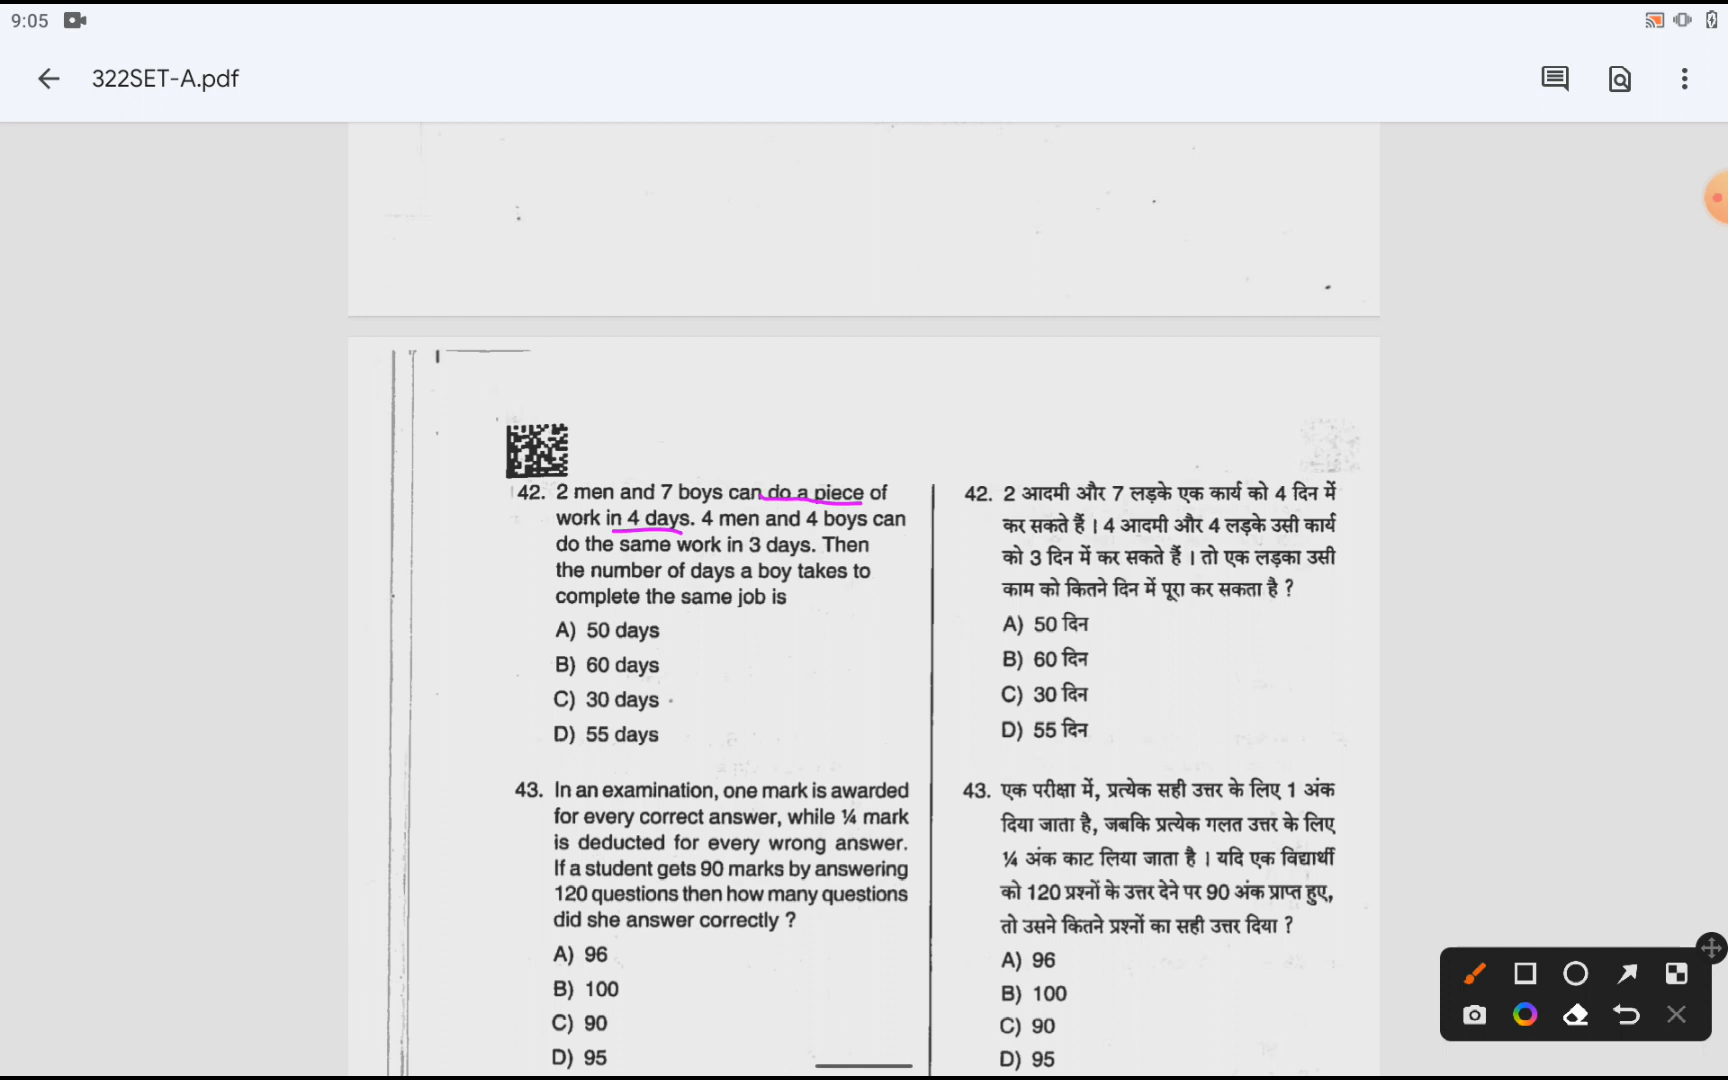 9:05
322SET-A.pdf
42. 2 men and 7 boys can do a piece of
work in 4 days. 4 men and 4 boys can
do the same work in 3 days. Then
the number of days a boy takes to
complete the same job is
A) 50 days
B) 60 days
C) 30 days
D) 55 days
43. In an examination, one mark is awarded
for every correct answer, while ¼ mark
is deducted for every wrong answer.
If a student gets 90 marks by answering
120 questions then how many questions
did she answer correctly ?
A) 96
B) 100
C) 90
D) 95
42. 2 आदमी और 7 लड़के एक कार्य को 4 दिन में
कर सकते हैं । 4 आदमी और 4 लड़के उसी कार्य
को 3 दिन में कर सकते हैं । तो एक लड़का उसी
काम को कितने दिन में पूरा कर सकता है ?
A) 50 दिन
B) 60 दिन
C) 30 दिन
D) 55 दिन
43. एक परीक्षा में, प्रत्येक सही उत्तर के लिए 1 अंक
दिया जाता है, जबकि प्रत्येक गलत उत्तर के लिए
¼ अंक काट लिया जाता है । यदि एक विद्यार्थी
को 120 प्रश्नों के उत्तर देने पर 90 अंक प्राप्त हुए,
तो उसने कितने प्रश्नों का सही उत्तर दिया ?
A) 96
B) 100
C) 90
D) 95